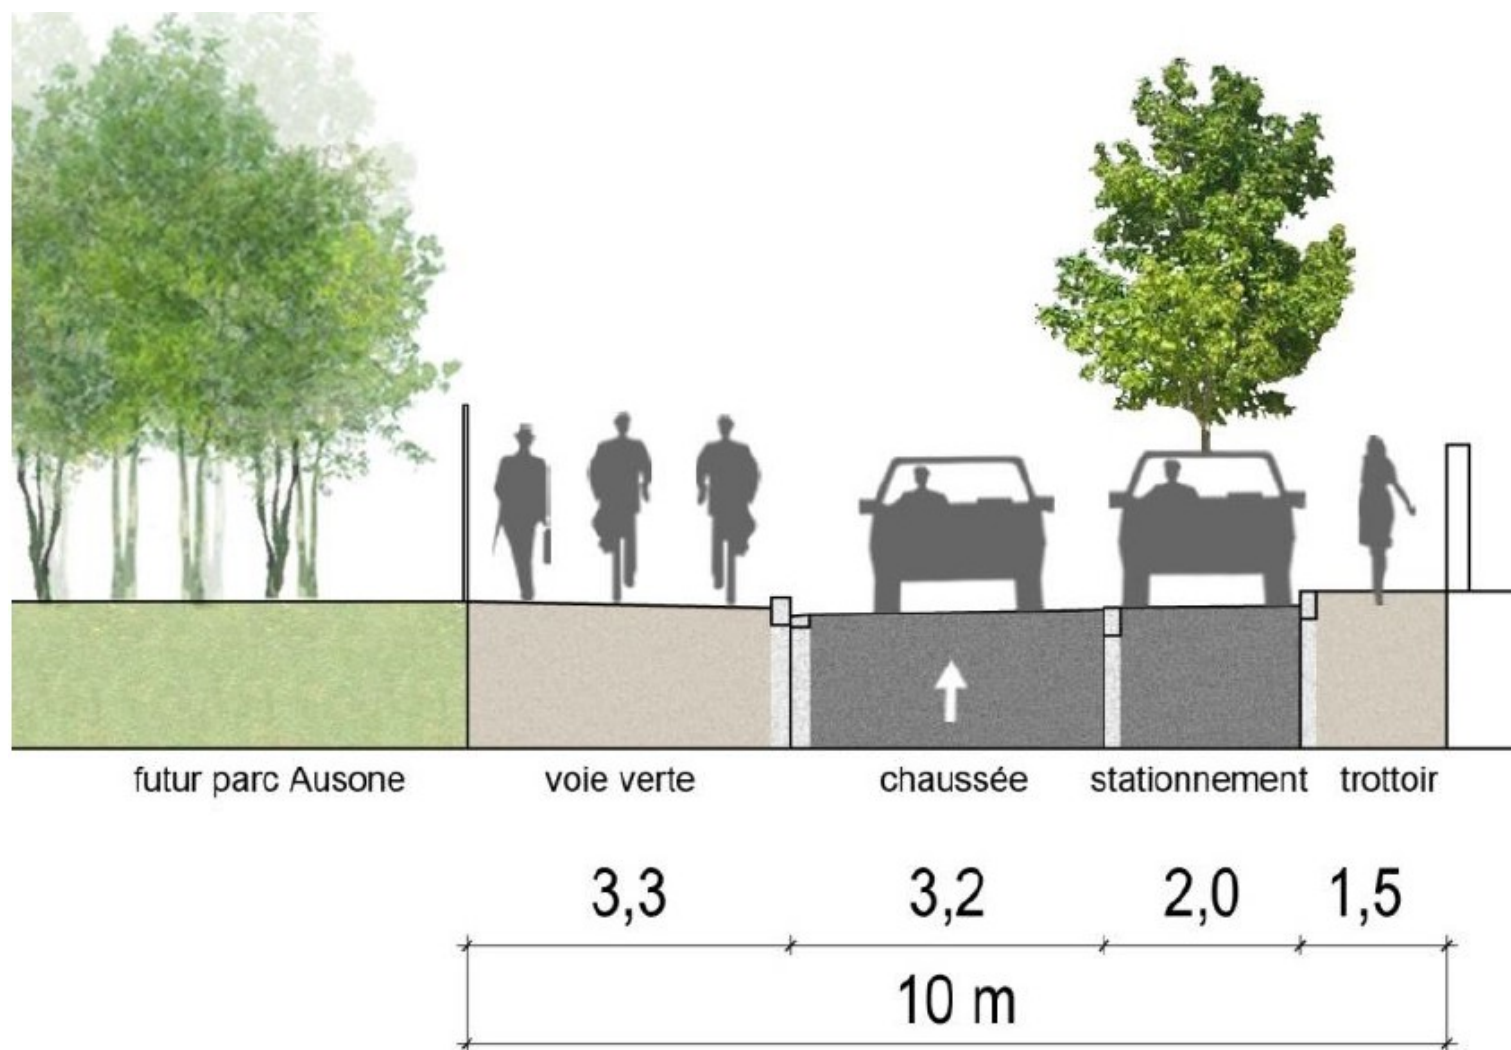 futur parc Ausone voie verte chaussée stationnement trottoir
3,3 3,2 2,0 1,5
10 m